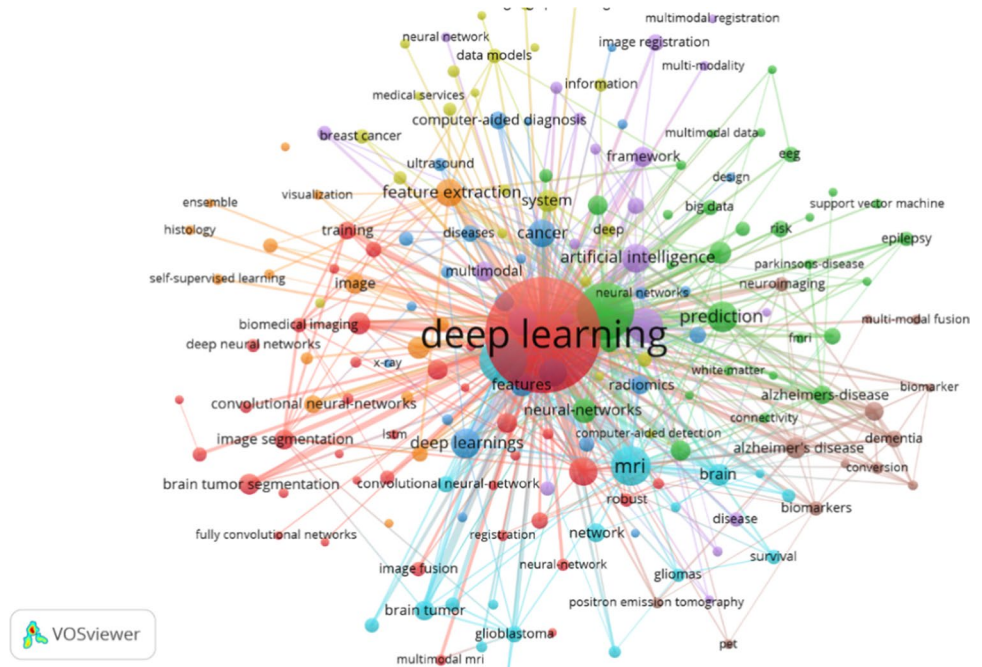 multimodal registration
neural network
image registration
data models
multi-modality
information
medical services
computer-aided diagnosis
breast cancer
multimodal data
framework
eeg
ultrasound
design
feature extraction
visualization
system
ensemble
big data
support vector machine
histology
training
diseases
cancer
deep
risk
epilepsy
artificial intelligence
parkinsons-disease
multimodal
self-supervised learning
image
neuroimaging
neural networks
prediction
multi-modal fusion
biomedical imaging
deep learning
deep neural networks
fmri
x-ray
white-matter
features
radiomics
biomarker
alzheimers-disease
convolutional neural-networks
neural-networks
connectivity
lstm
computer-aided detection
image segmentation
deep learnings
dementia
alzheimer's disease
mri
conversion
brain
brain tumor segmentation
convolutional neural-network
robust
biomarkers
disease
fully convolutional networks
registration
network
survival
neural-network
image fusion
gliomas
positron emission tomography
brain tumor
glioblastoma
pet
multimodal mri
VOSviewer